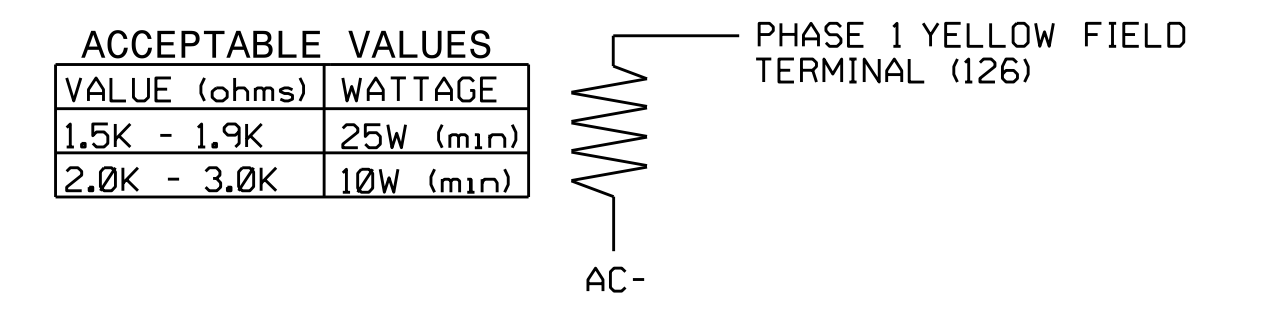 ACCEPTABLE VALUES
VALUE (ohms) WATTAGE
1.5K - 1.9K 25W (min)
2.0K - 3.0K 10W (min)
PHASE 1 YELLOW FIELD
TERMINAL (126)
AC-